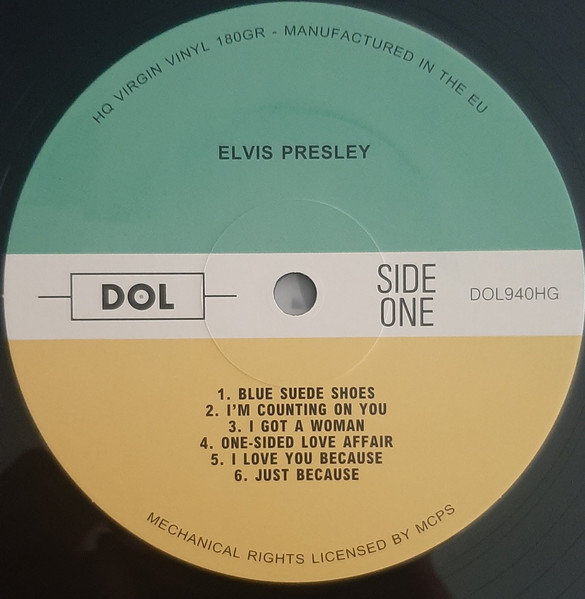 HQ VIRGIN VINYL 180GR - MANUFACTURED IN THE EU
ELVIS PRESLEY
DOL
SIDE
ONE
DOL940HG
1. BLUE SUEDE SHOES
2. I'M COUNTING ON YOU
3. I GOT A WOMAN
4. ONE-SIDED LOVE AFFAIR
5. I LOVE YOU BECAUSE
6. JUST BECAUSE
MECHANICAL RIGHTS LICENSED BY MCPS